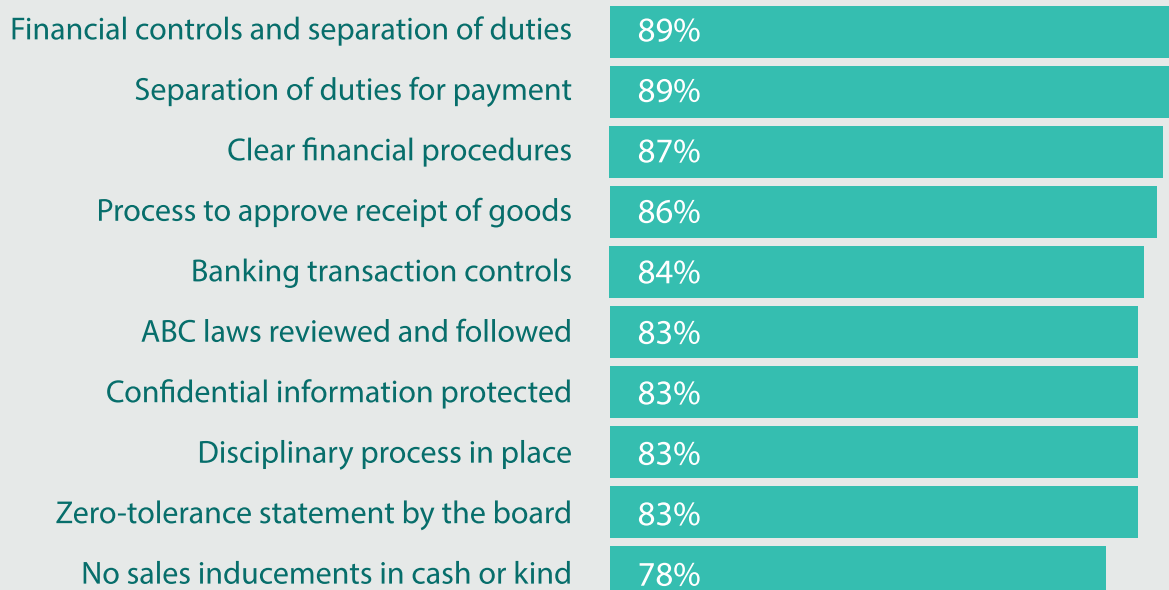 Financial controls and separation of duties 89%
Separation of duties for payment 89%
Clear financial procedures 87%
Process to approve receipt of goods 86%
Banking transaction controls 84%
ABC laws reviewed and followed 83%
Confidential information protected 83%
Disciplinary process in place 83%
Zero-tolerance statement by the board 83%
No sales inducements in cash or kind 78%